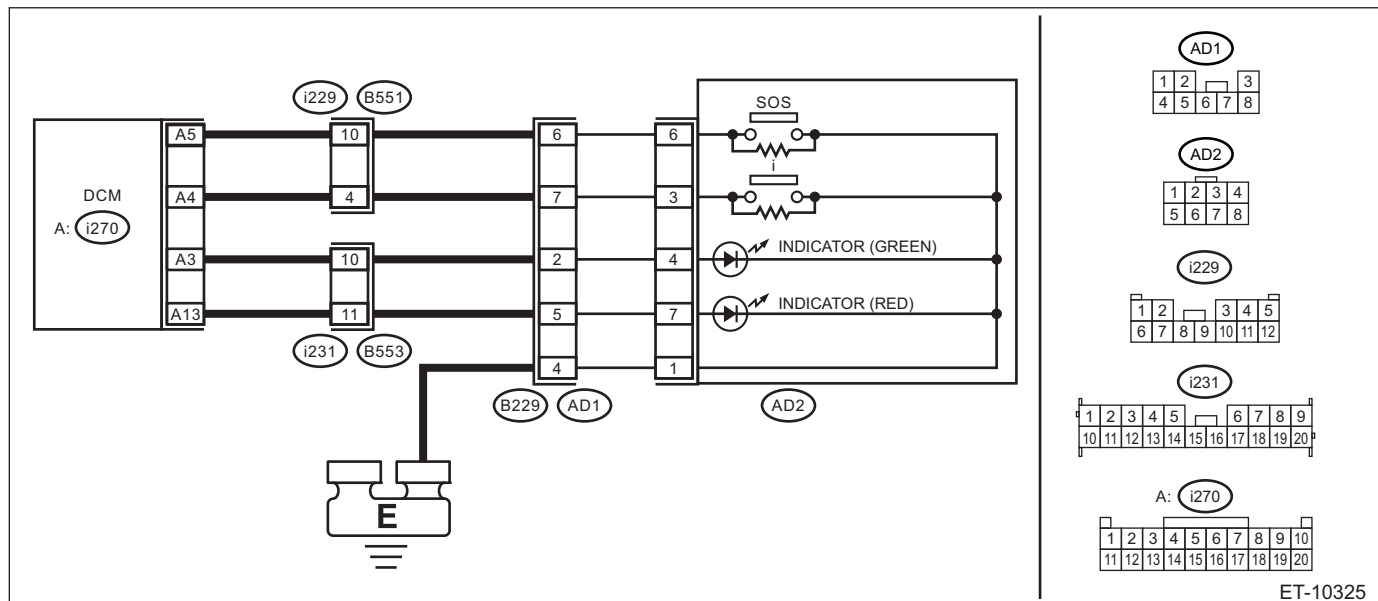 i229 B551
SOS
A5 10 6 6
i
DCM
A: i270
A4 4 7 3
INDICATOR (GREEN)
A3 10 2 4
INDICATOR (RED)
A13 11 5 7
i231 B553
4 1
B229 AD1 AD2
E
AD1
1 2 3
4 5 6 7 8
AD2
1 2 3 4
5 6 7 8
i229
1 2 3 4 5
6 7 8 9 10 11 12
i231
1 2 3 4 5 6 7 8 9
10 11 12 13 14 15 16 17 18 19 20
A: i270
1 2 3 4 5 6 7 8 9 10
11 12 13 14 15 16 17 18 19 20
ET-10325